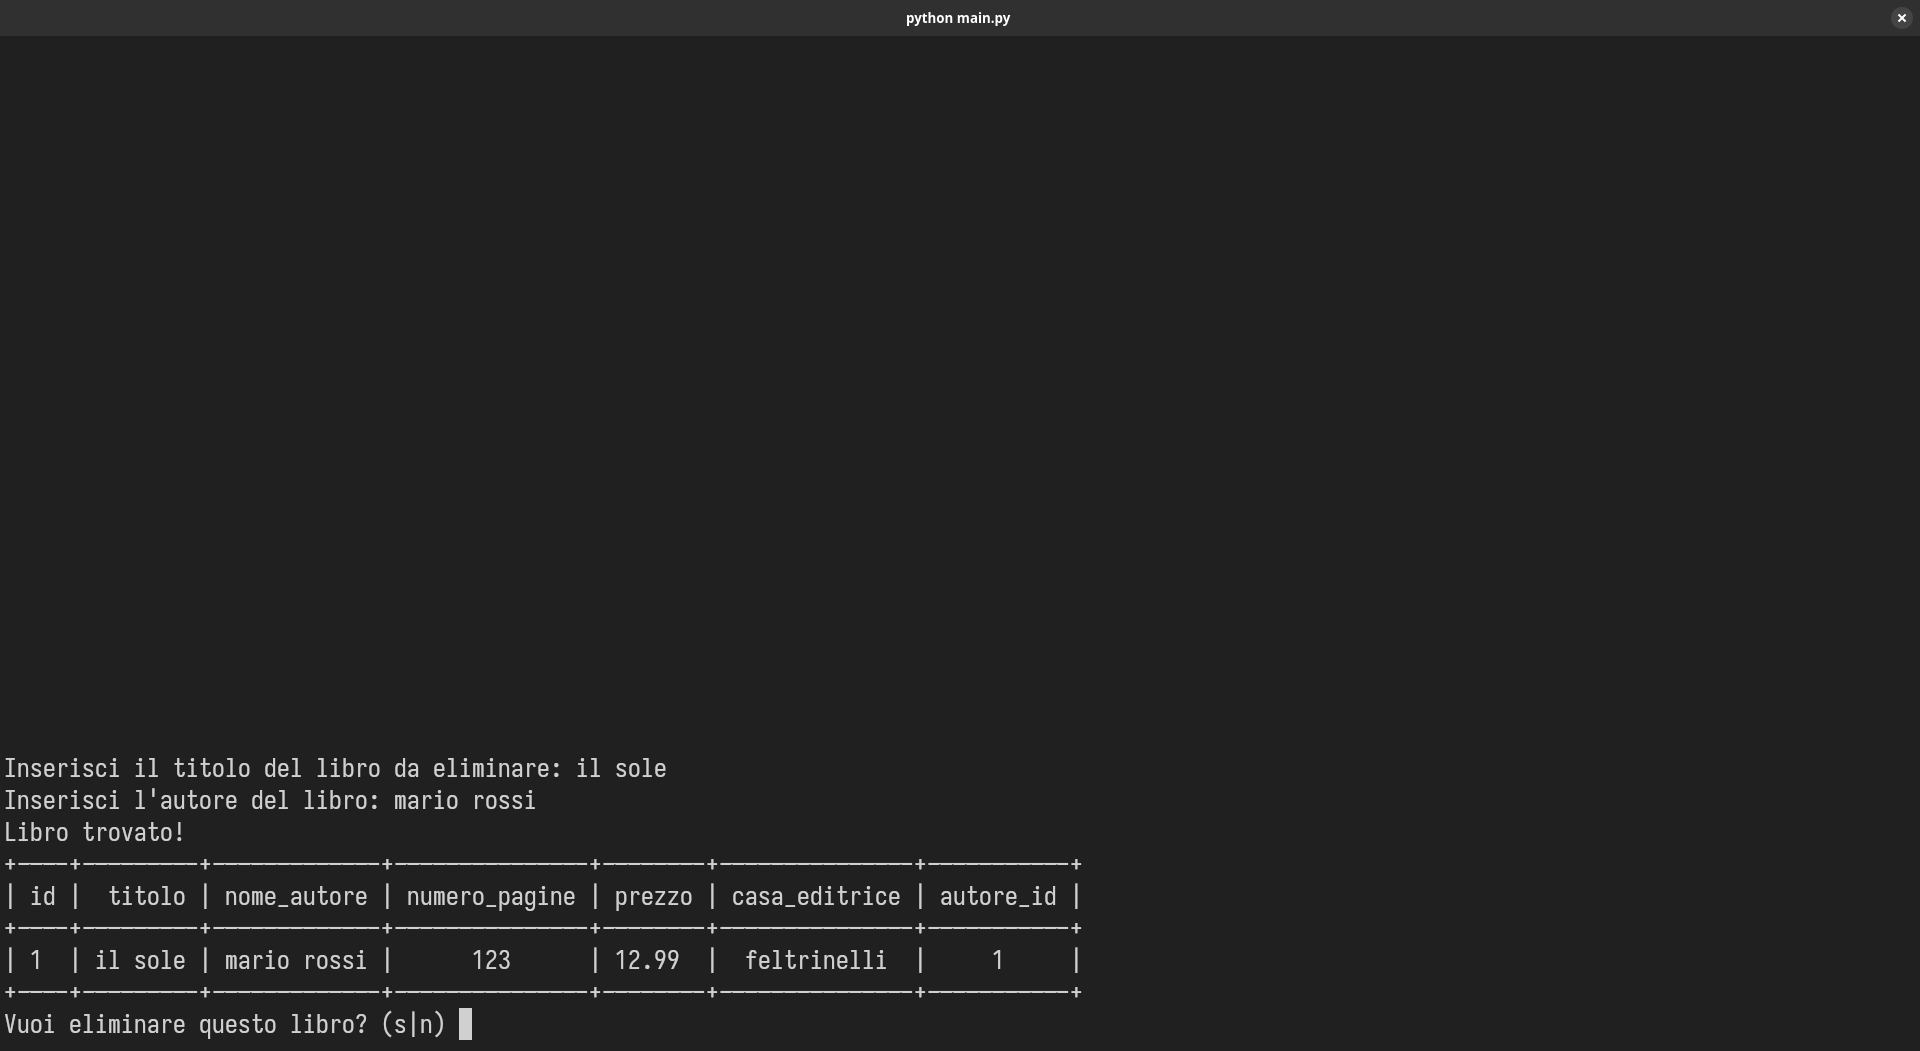 python main.py
Inserisci il titolo del libro da eliminare: il sole
Inserisci l'autore del libro: mario rossi
Libro trovato!
+----+---------+-------------+---------------+--------+---------------+-----------+
| id |  titolo | nome_autore | numero_pagine | prezzo | casa_editrice | autore_id |
+----+---------+-------------+---------------+--------+---------------+-----------+
| 1  | il sole | mario rossi |      123      | 12.99  |  feltrinelli  |     1     |
+----+---------+-------------+---------------+--------+---------------+-----------+
Vuoi eliminare questo libro? (s|n)